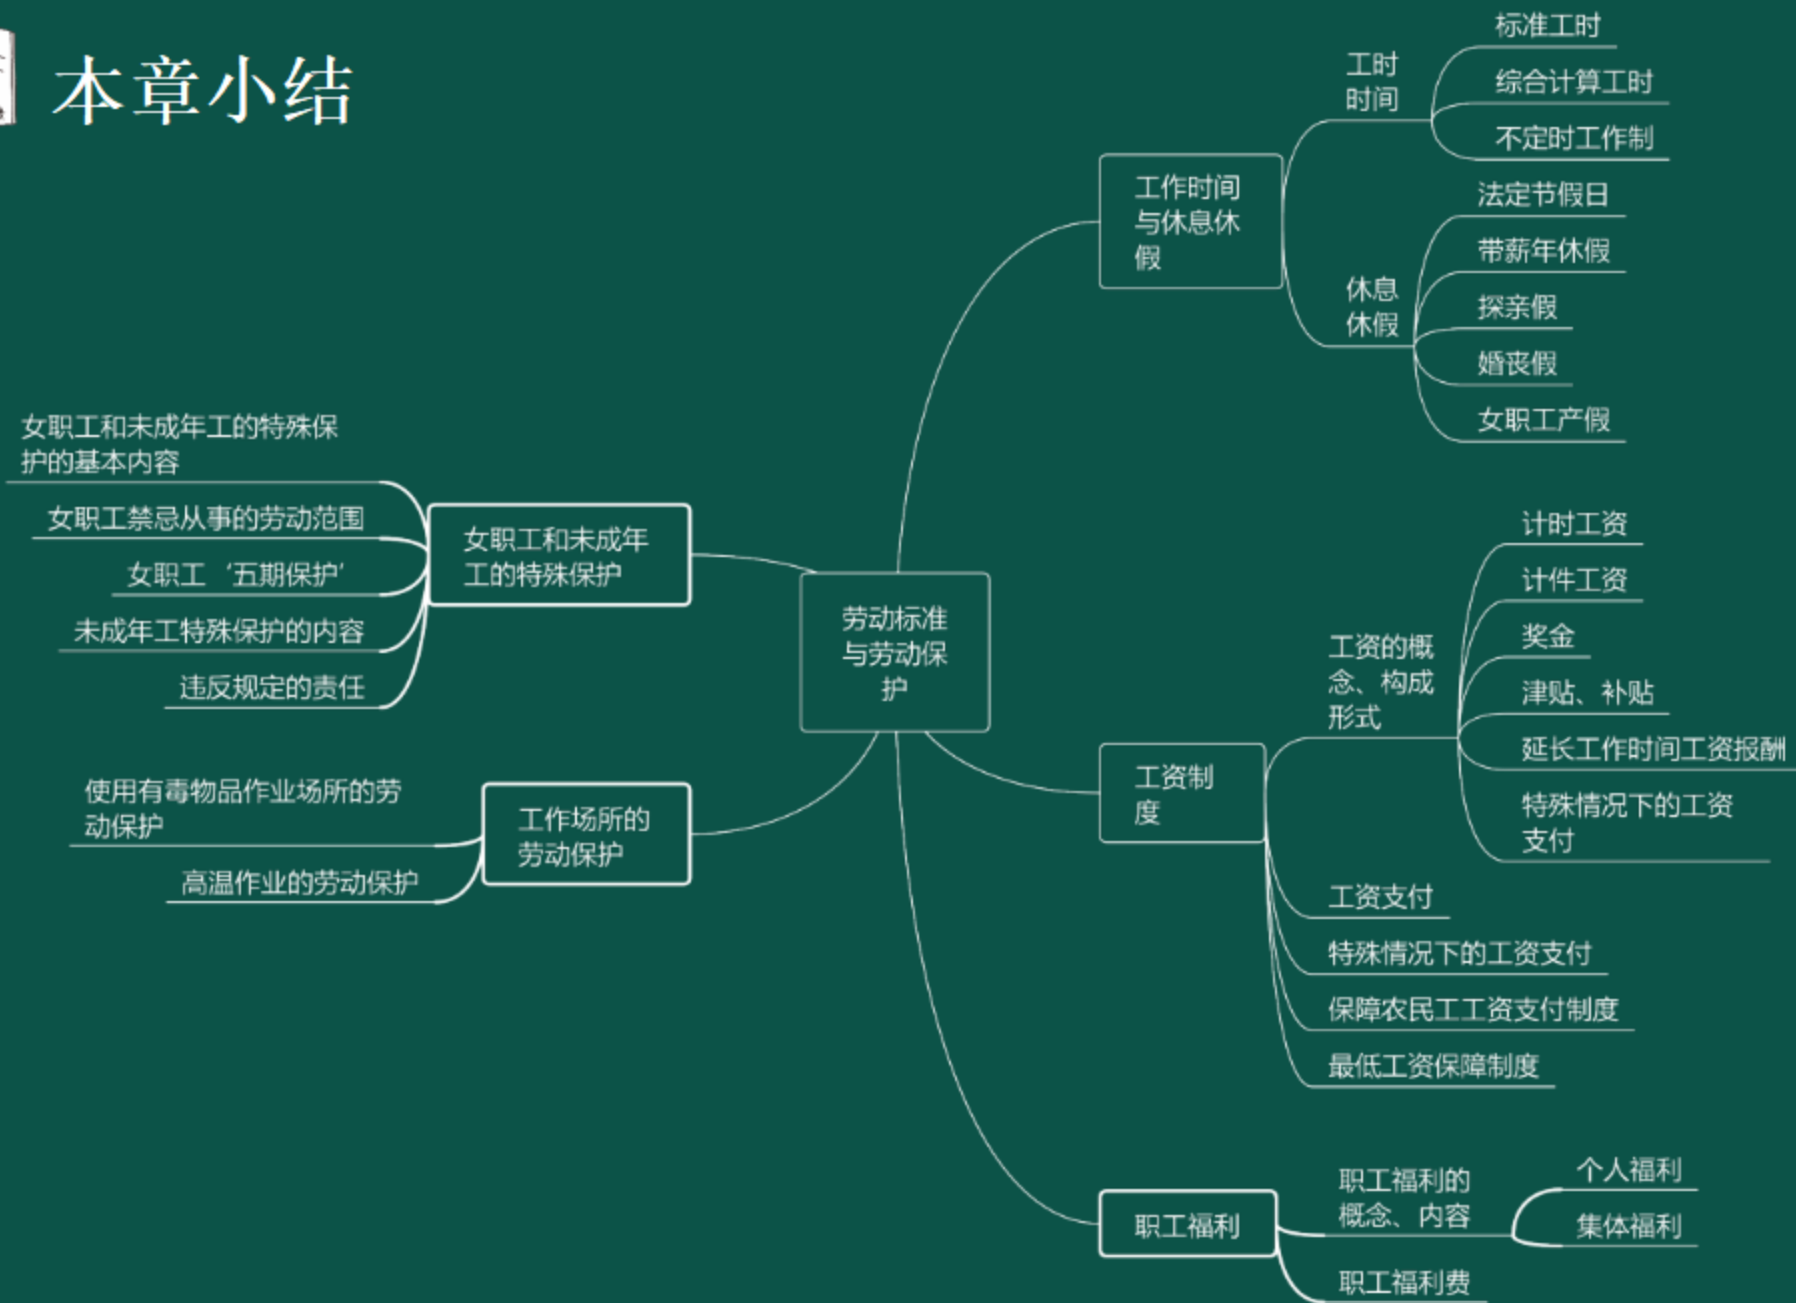 本章小结
劳动标准
与劳动保
护
工作时间
与休息休
假
工时
时间
标准工时
综合计算工时
不定时工作制
休息
休假
法定节假日
带薪年休假
探亲假
婚丧假
女职工产假
工资制
度
工资的概
念、构成
形式
计时工资
计件工资
奖金
津贴、补贴
延长工作时间工资报酬
特殊情况下的工资
支付
工资支付
特殊情况下的工资支付
保障农民工工资支付制度
最低工资保障制度
职工福利
职工福利的
概念、内容
个人福利
集体福利
职工福利费
女职工和未成年
工的特殊保护
女职工和未成年工的特殊保
护的基本内容
女职工禁忌从事的劳动范围
女职工‘五期保护’
未成年工特殊保护的内容
违反规定的责任
工作场所的
劳动保护
使用有毒物品作业场所的劳
动保护
高温作业的劳动保护